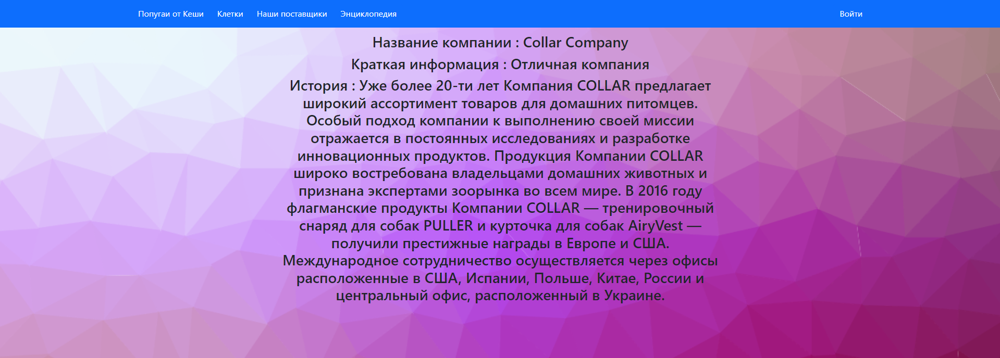 Попугаи от Кеши Клетки Наши поставщики Энциклопедия Войти
Название компании : Collar Company
Краткая информация : Отличная компания
История : Уже более 20-ти лет Компания COLLAR предлагает
широкий ассортимент товаров для домашних питомцев.
Особый подход компании к выполнению своей миссии
отражается в постоянных исследованиях и разработке
инновационных продуктов. Продукция Компании COLLAR
широко востребована владельцами домашних животных и
признана экспертами зоорынка во всем мире. В 2016 году
флагманские продукты Компании COLLAR — тренировочный
снаряд для собак PULLER и курточка для собак AiryVest —
получили престижные награды в Европе и США.
Международное сотрудничество осуществляется через офисы
расположенные в США, Испании, Польше, Китае, России и
центральный офис, расположенный в Украине.